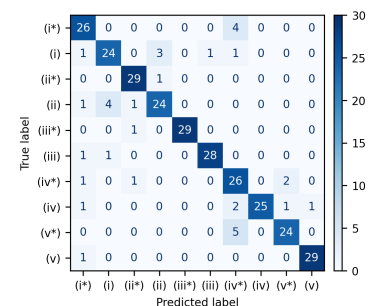 30
(i*) 26 0 0 0 0 0 4 0 0 0
(i) 1 24 0 3 0 1 1 0 0 0
25
(ii*) 0 0 29 1 0 0 0 0 0 0
(ii) 1 4 1 24 0 0 0 0 0 0
20
(iii*) 0 0 1 0 29 0 0 0 0 0
15
(iii) 1 1 0 0 0 28 0 0 0 0
(iv*) 1 0 1 0 0 0 26 0 2 0
10
(iv) 1 0 0 0 0 0 2 25 1 1
5
(v*) 0 0 0 0 0 0 5 0 24 0
(v) 1 0 0 0 0 0 0 0 0 29
0
(i*) (i) (ii*) (ii) (iii*) (iii) (iv*) (iv) (v*) (v)
Predicted label
True label